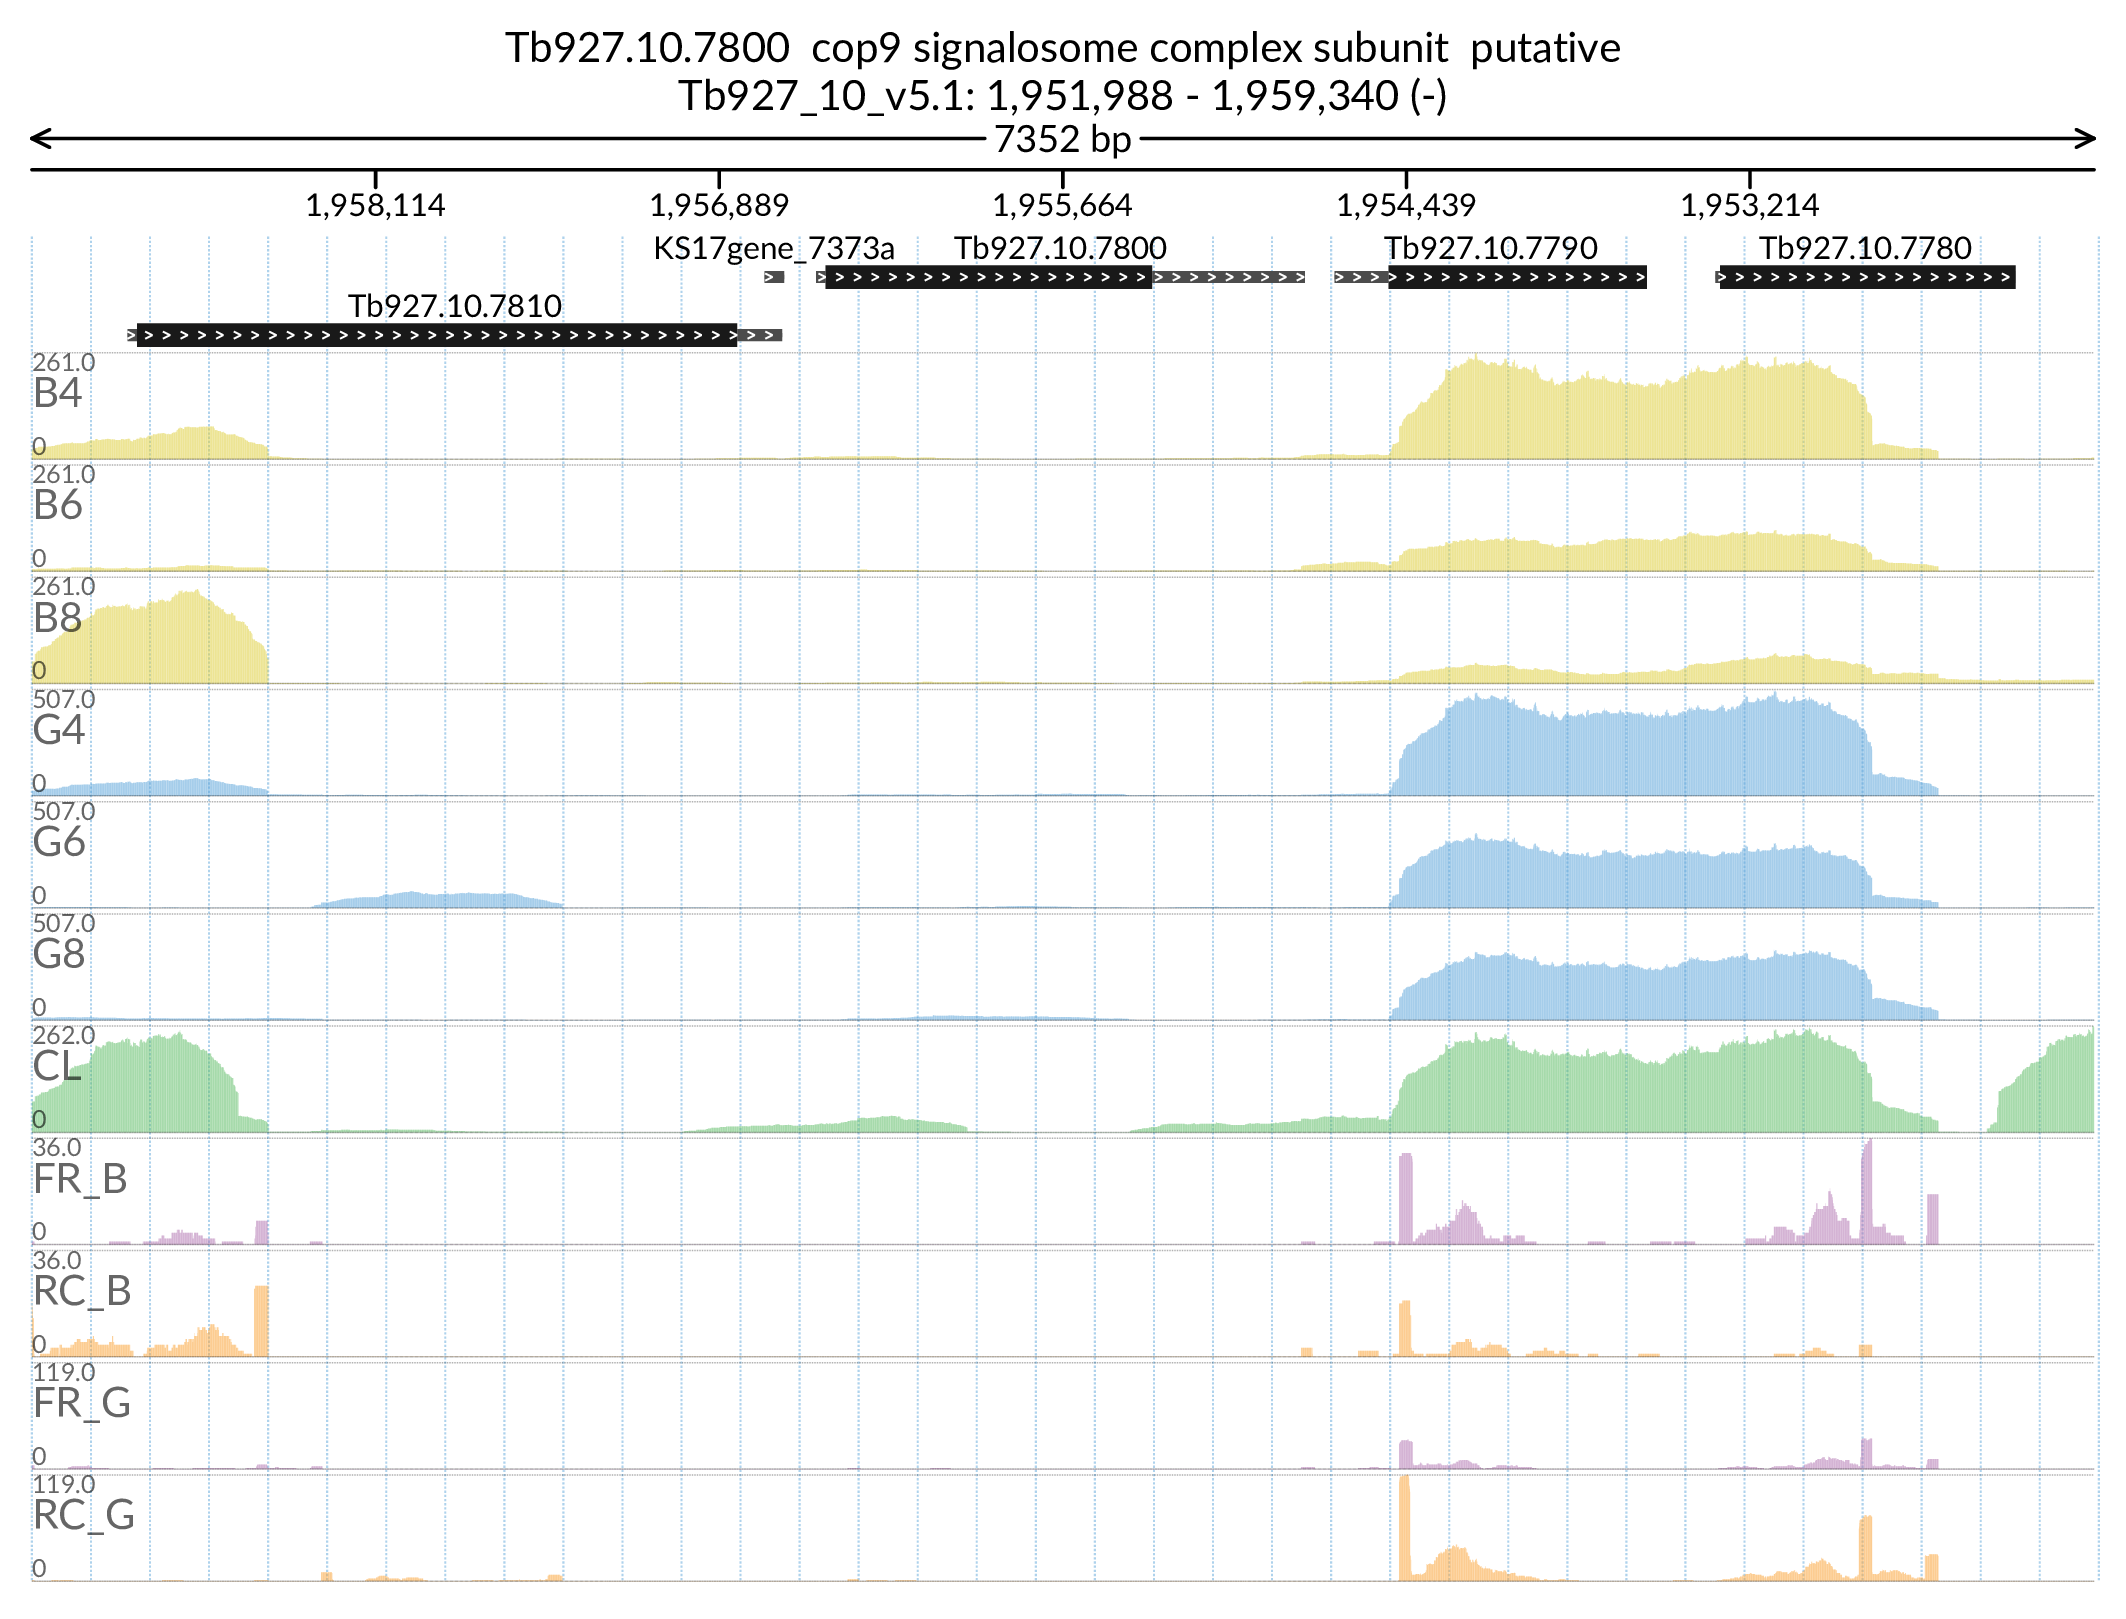 Tb927.10.7800  cop9 signalosome complex subunit  putative
Tb927_10_v5.1: 1,951,988 - 1,959,340 (-)
7352 bp
1,958,114 1,956,889 1,955,664 1,954,439 1,953,214
KS17gene_7373a Tb927.10.7800 Tb927.10.7790 Tb927.10.7780
Tb927.10.7810
261.0
B4
0
261.0
B6
0
261.0
B8
0
507.0
G4
0
507.0
G6
0
507.0
G8
0
262.0
CL
0
36.0
FR_B
0
36.0
RC_B
0
119.0
FR_G
0
119.0
RC_G
0